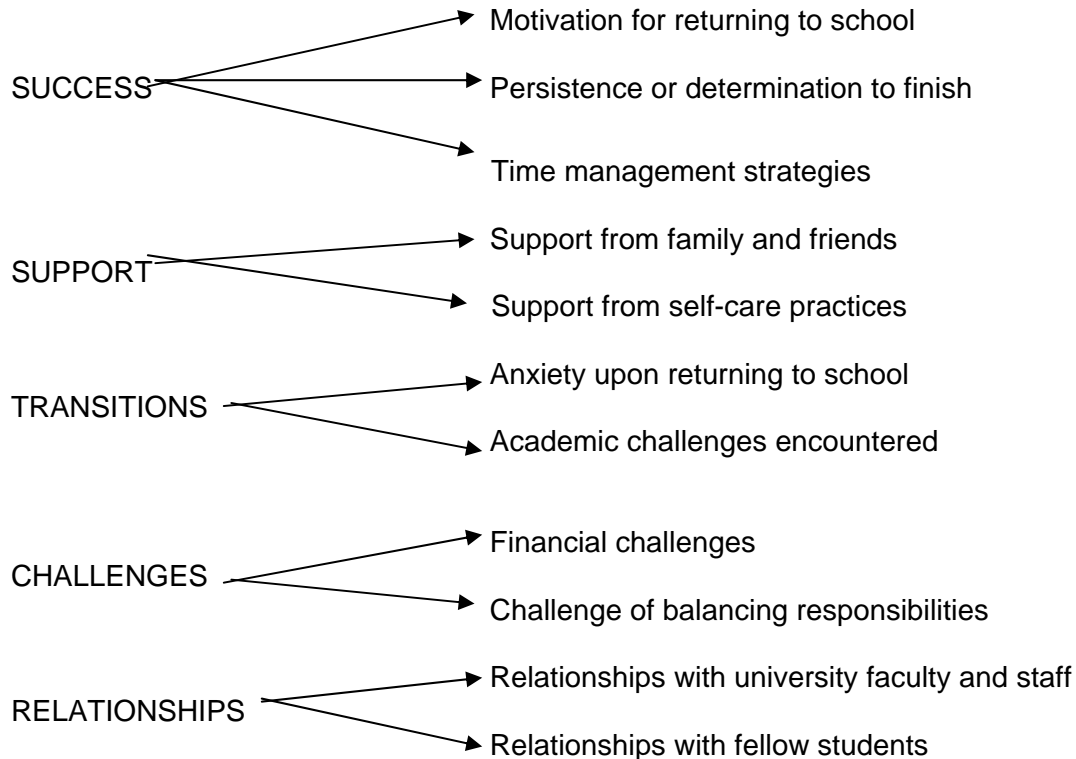 Motivation for returning to school
SUCCESS
Persistence or determination to finish
Time management strategies
Support from family and friends
SUPPORT
Support from self-care practices
Anxiety upon returning to school
TRANSITIONS
Academic challenges encountered
Financial challenges
CHALLENGES
Challenge of balancing responsibilities
Relationships with university faculty and staff
RELATIONSHIPS
Relationships with fellow students